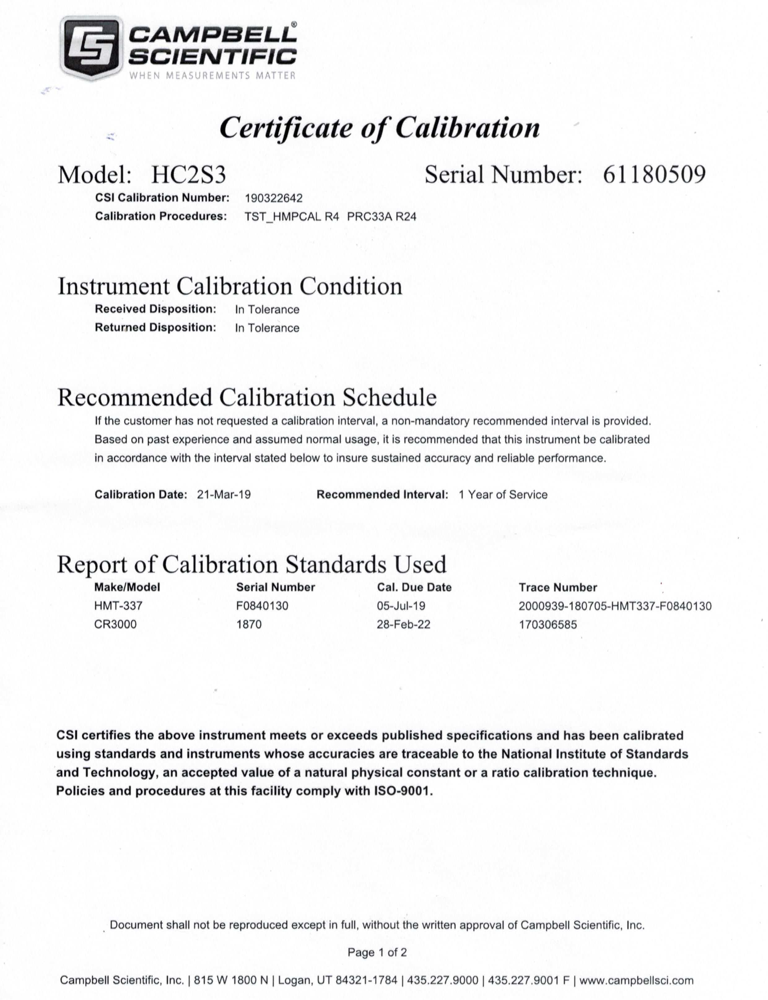 CAMPBELL®
SCIENTIFIC
WHEN MEASUREMENTS MATTER
Certificate of Calibration
Model: HC2S3 Serial Number: 61180509
CSI Calibration Number: 190322642
Calibration Procedures: TST_HMPCAL R4 PRC33A R24
Instrument Calibration Condition
Received Disposition: In Tolerance
Returned Disposition: In Tolerance
Recommended Calibration Schedule
If the customer has not requested a calibration interval, a non-mandatory recommended interval is provided.
Based on past experience and assumed normal usage, it is recommended that this instrument be calibrated
in accordance with the interval stated below to insure sustained accuracy and reliable performance.
Calibration Date: 21-Mar-19 Recommended Interval: 1 Year of Service
Report of Calibration Standards Used
Make/Model Serial Number Cal. Due Date Trace Number
HMT-337 F0840130 05-Jul-19 2000939-180705-HMT337-F0840130
CR3000 1870 28-Feb-22 170306585
CSI certifies the above instrument meets or exceeds published specifications and has been calibrated
using standards and instruments whose accuracies are traceable to the National Institute of Standards
and Technology, an accepted value of a natural physical constant or a ratio calibration technique.
Policies and procedures at this facility comply with ISO-9001.
Document shall not be reproduced except in full, without the written approval of Campbell Scientific, Inc.
Page 1 of 2
Campbell Scientific, Inc. | 815 W 1800 N | Logan, UT 84321-1784 | 435.227.9000 | 435.227.9001 F | www.campbellsci.com